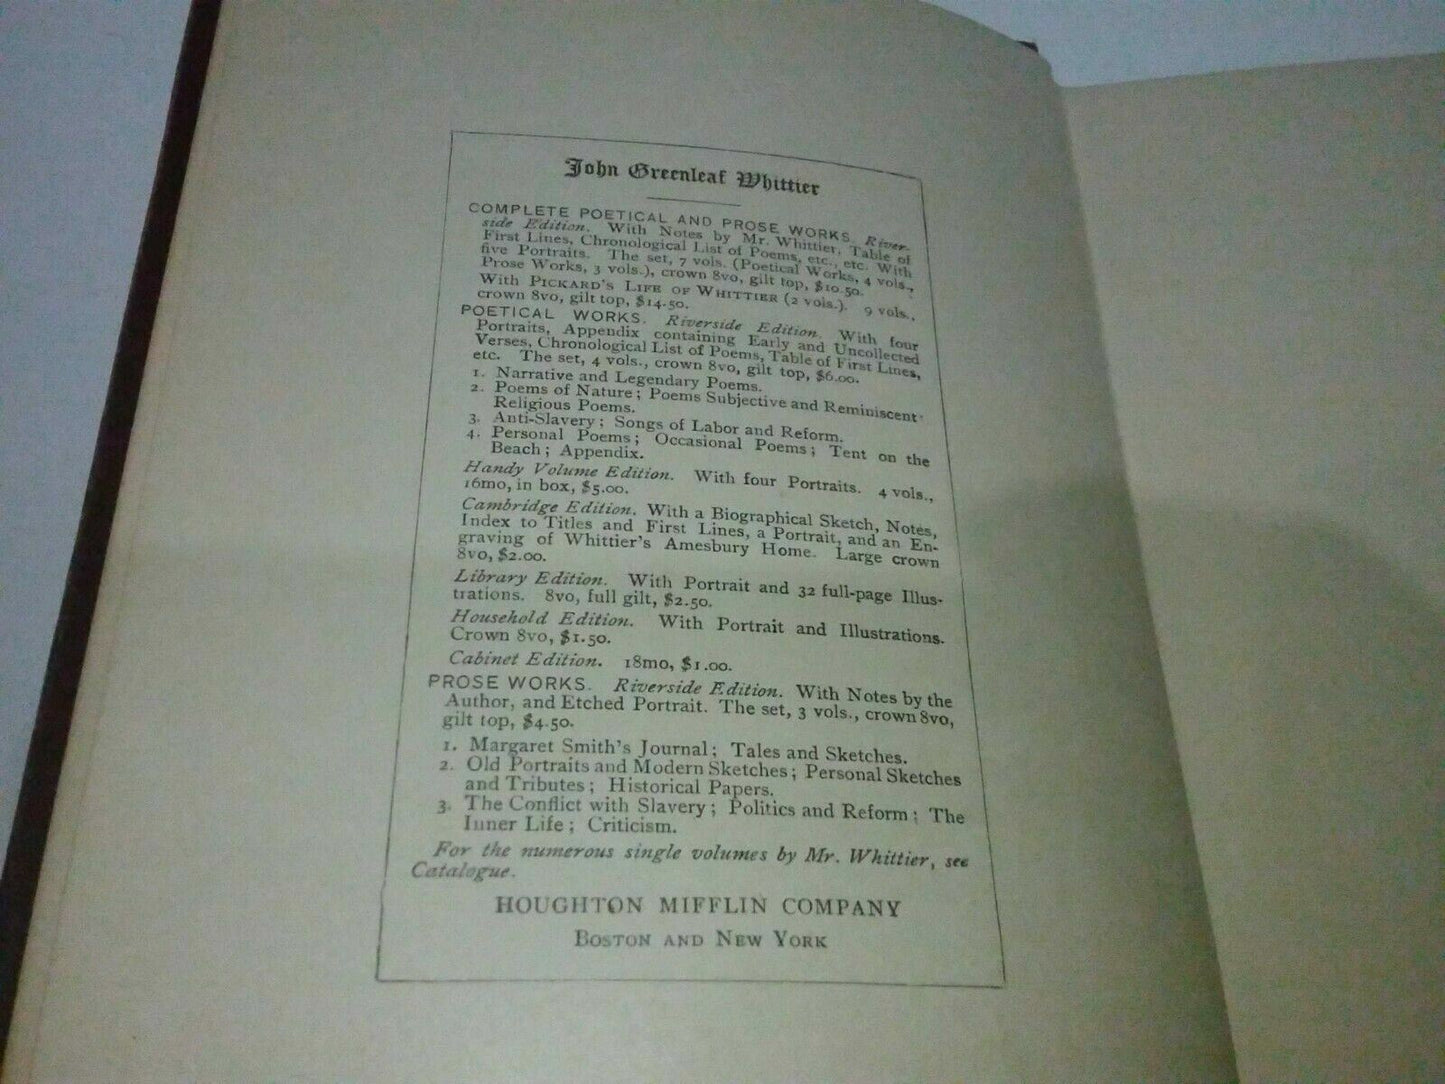 John Greenleaf Whittier
COMPLETE POETICAL AND PROSE WORKS. River-
side Edition. With Notes by Mr. Whittier, Table of
First Lines, Chronological List of Poems, etc., etc. With
five Portraits. The set, 7 vols. (Poetical Works, 4 vols.,
Prose Works, 3 vols.), crown 8vo, gilt top, $10.50.
With PICKARD'S LIFE OF WHITTIER (2 vols.). 9 vols.,
crown 8vo, gilt top, $14.50.
POETICAL WORKS. Riverside Edition. With four
Portraits, Appendix containing Early and Uncollected
Verses, Chronological List of Poems, Table of First Lines,
etc. The set, 4 vols., crown 8vo, gilt top, $6.00.
1. Narrative and Legendary Poems.
2. Poems of Nature; Poems Subjective and Reminiscent
Religious Poems.
3. Anti-Slavery; Songs of Labor and Reform.
4. Personal Poems; Occasional Poems; Tent on the
Beach; Appendix.
Handy Volume Edition. With four Portraits. 4 vols.,
16mo, in box, $5.00.
Cambridge Edition. With a Biographical Sketch, Notes,
Index to Titles and First Lines, a Portrait, and an En-
graving of Whittier's Amesbury Home. Large crown
8vo, $2.00.
Library Edition. With Portrait and 32 full-page Illus-
trations. 8vo, full gilt, $2.50.
Household Edition. With Portrait and Illustrations.
Crown 8vo, $1.50.
Cabinet Edition. 18mo, $1.00.
PROSE WORKS. Riverside Edition. With Notes by the
Author, and Etched Portrait. The set, 3 vols., crown 8vo,
gilt top, $4.50.
1. Margaret Smith's Journal; Tales and Sketches.
2. Old Portraits and Modern Sketches; Personal Sketches
and Tributes; Historical Papers.
3. The Conflict with Slavery; Politics and Reform; The
Inner Life; Criticism.
For the numerous single volumes by Mr. Whittier, see
Catalogue.
HOUGHTON MIFFLIN COMPANY
BOSTON AND NEW YORK